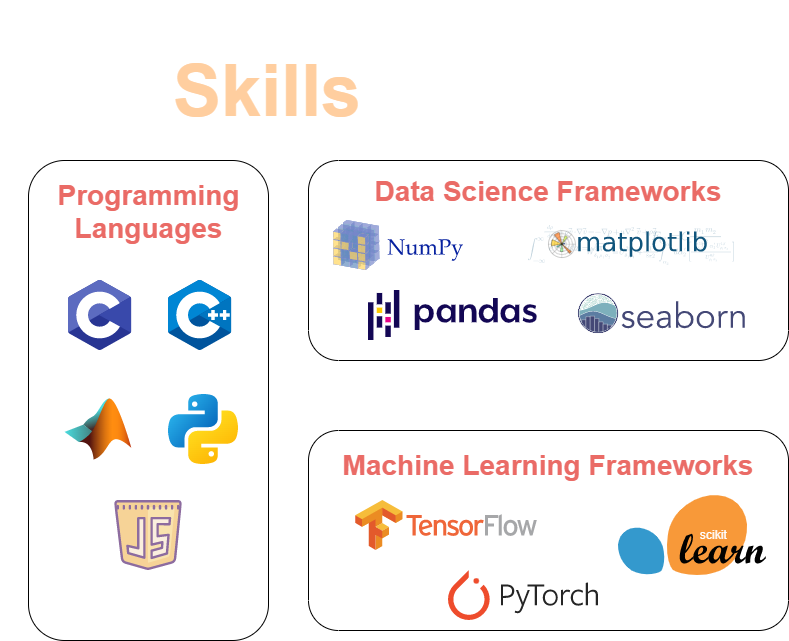 Skills
Programming
Languages
C
C++
JS
Data Science Frameworks
NumPy
matplotlib
pandas
seaborn
Machine Learning Frameworks
TensorFlow
scikit
learn
PyTorch